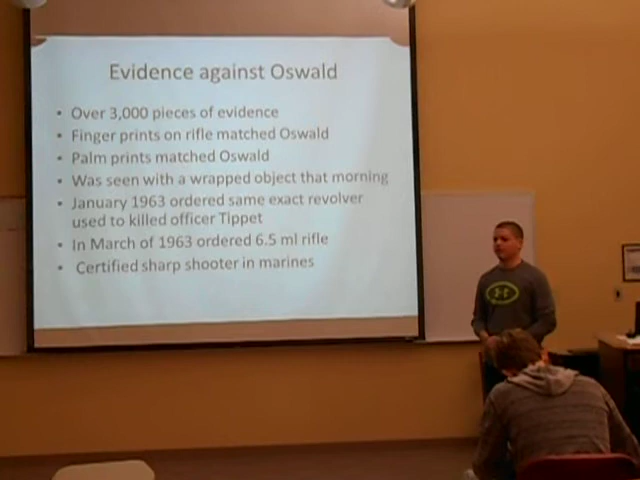 Evidence against Oswald
• Over 3,000 pieces of evidence
• Finger prints on rifle matched Oswald
• Palm prints matched Oswald
• Was seen with a wrapped object that morning
• January 1963 ordered same exact revolver
used to killed officer Tippet
• In March of 1963 ordered 6.5 ml rifle
• Certified sharp shooter in marines